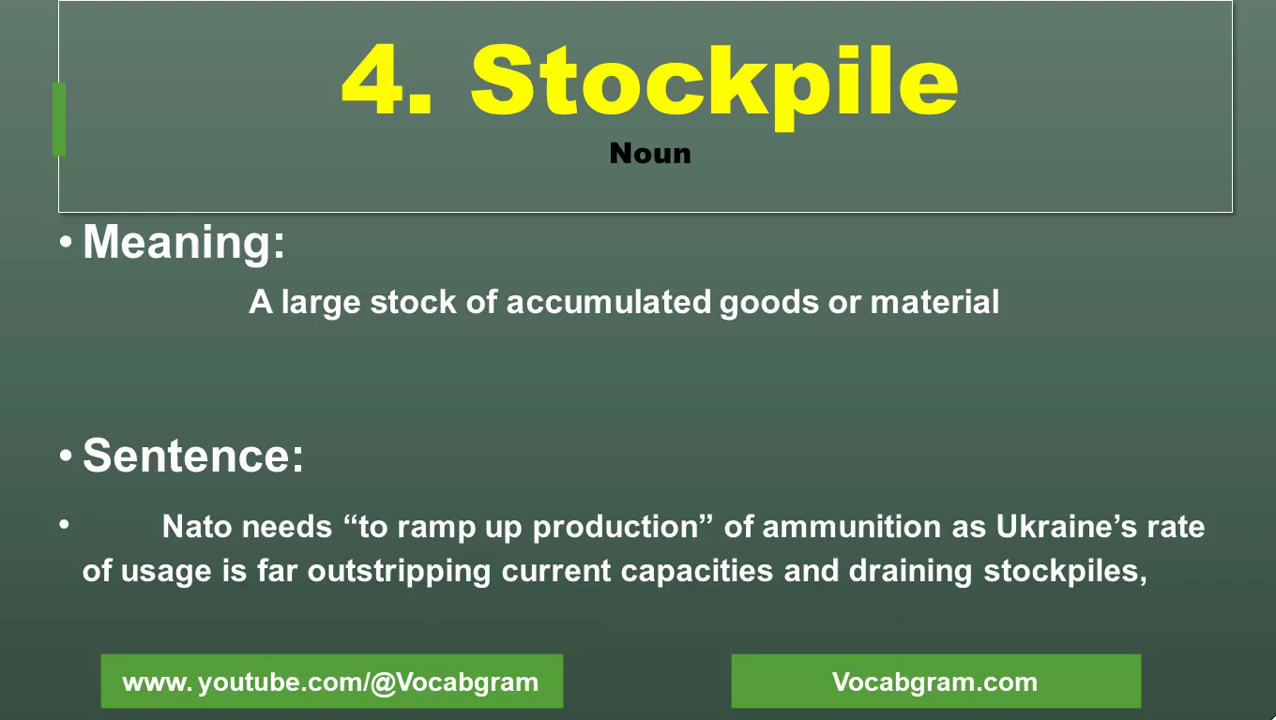 4. Stockpile
Noun
• Meaning:
A large stock of accumulated goods or material
• Sentence:
• Nato needs “to ramp up production” of ammunition as Ukraine’s rate
of usage is far outstripping current capacities and draining stockpiles,
www. youtube.com/@Vocabgram
Vocabgram.com